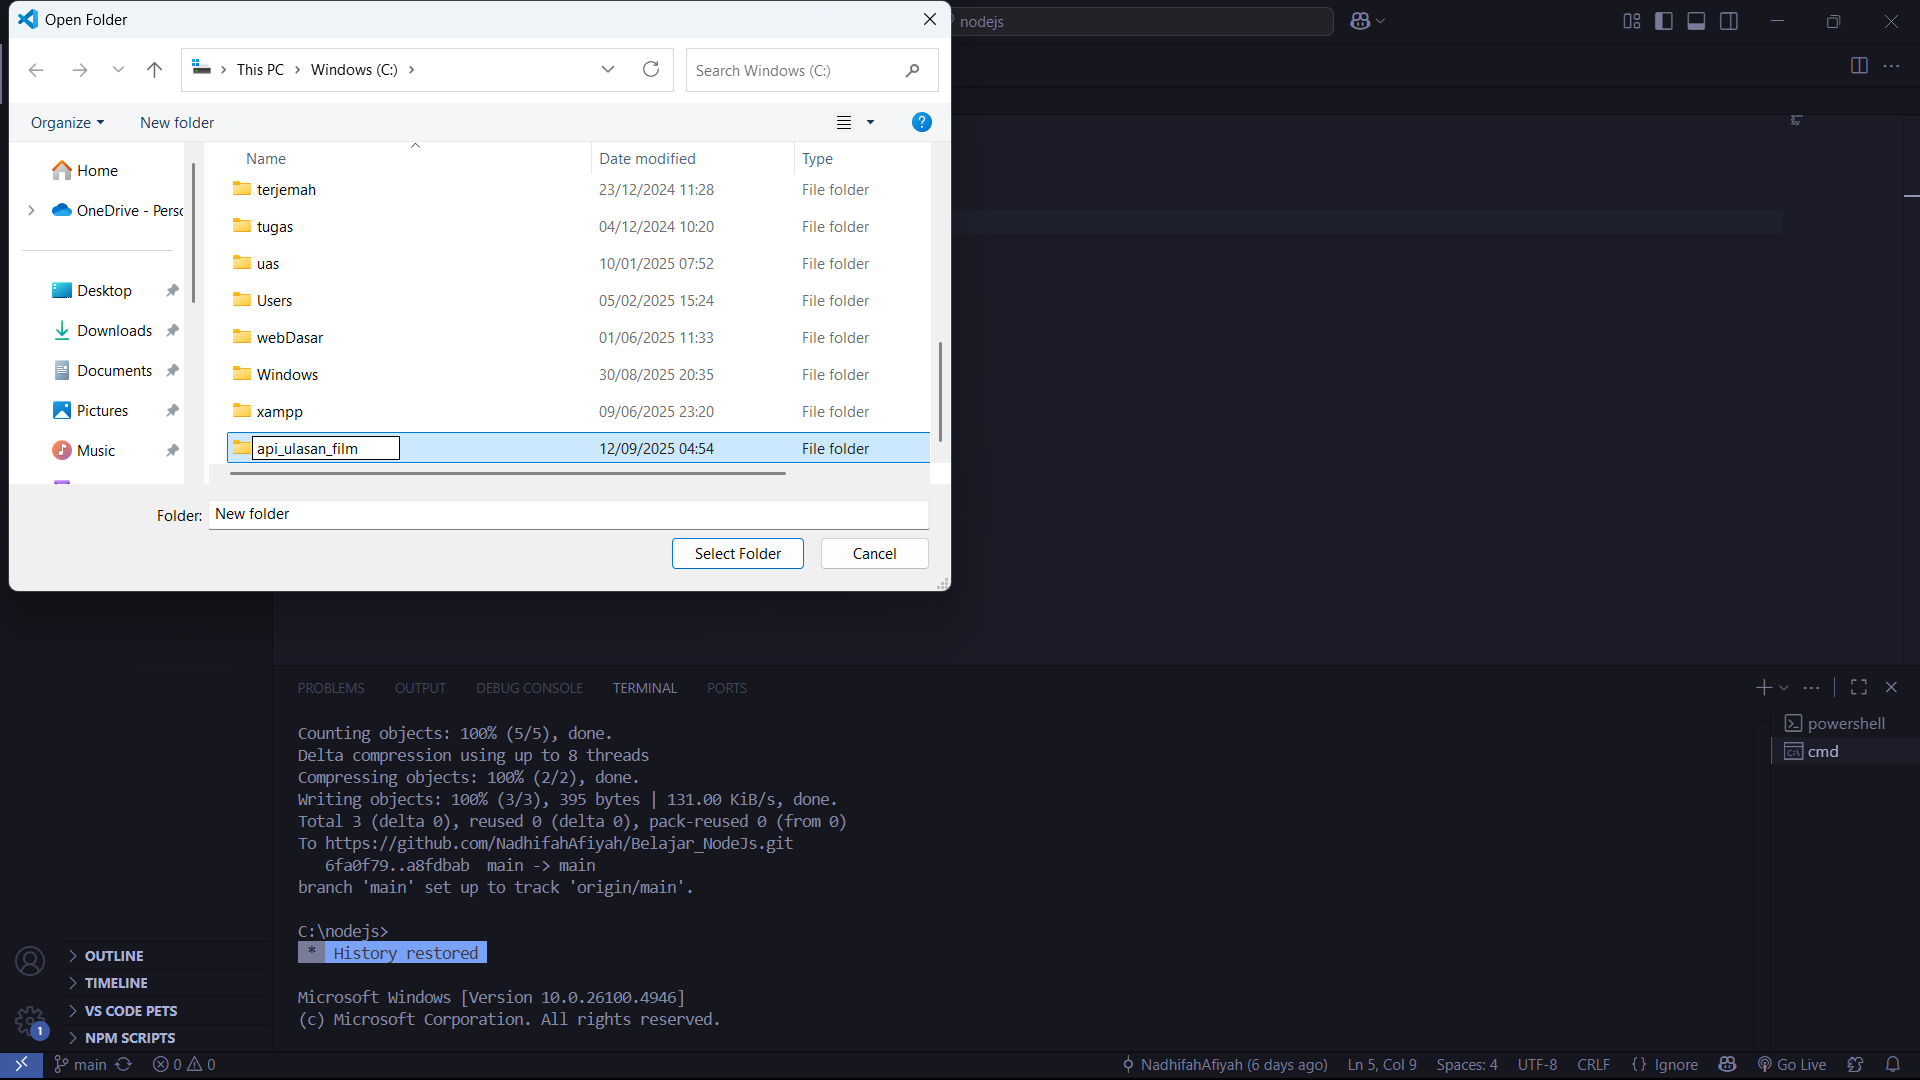 Open Folder
nodejs
This PC
Windows (C:)
Search Windows (C:)
Organize
New folder
?
Name
Date modified
Type
Home
OneDrive - Perso
Desktop
Downloads
Documents
Pictures
Music
terjemah 23/12/2024 11:28 File folder
tugas 04/12/2024 10:20 File folder
uas 10/01/2025 07:52 File folder
Users 05/02/2025 15:24 File folder
webDasar 01/06/2025 11:33 File folder
Windows 30/08/2025 20:35 File folder
xampp 09/06/2025 23:20 File folder
api_ulasan_film 12/09/2025 04:54 File folder
Folder: New folder
Select Folder
Cancel
PROBLEMS OUTPUT DEBUG CONSOLE TERMINAL PORTS
Counting objects: 100% (5/5), done.
Delta compression using up to 8 threads
Compressing objects: 100% (2/2), done.
Writing objects: 100% (3/3), 395 bytes | 131.00 KiB/s, done.
Total 3 (delta 0), reused 0 (delta 0), pack-reused 0 (from 0)
To https://github.com/NadhifahAfiyah/Belajar_NodeJs.git
6fa0f79..a8fdbab  main -> main
branch 'main' set up to track 'origin/main'.
C:\nodejs>
* History restored
Microsoft Windows [Version 10.0.26100.4946]
(c) Microsoft Corporation. All rights reserved.
powershell
cmd
OUTLINE
TIMELINE
VS CODE PETS
NPM SCRIPTS
1
main
0
0
NadhifahAfiyah (6 days ago)
Ln 5, Col 9
Spaces: 4
UTF-8
CRLF
{} Ignore
Go Live